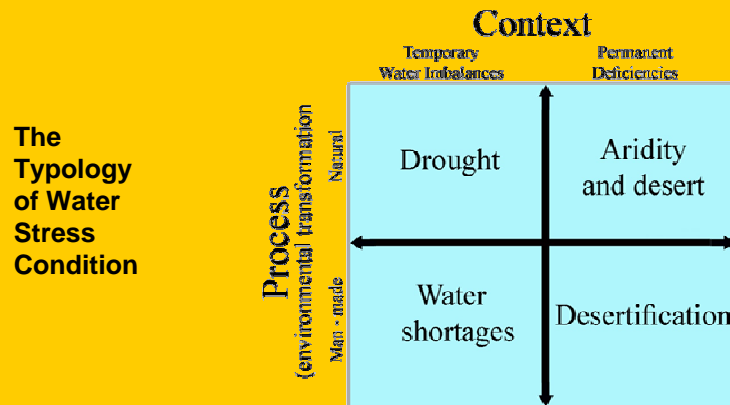 The
Typology
of Water
Stress
Condition
Context
Temporary
Water Imbalances
Permanent
Deficiencies
Process
(environmental transformation
Natural
Man - made
Drought
Aridity
and desert
Water
shortages
Desertification